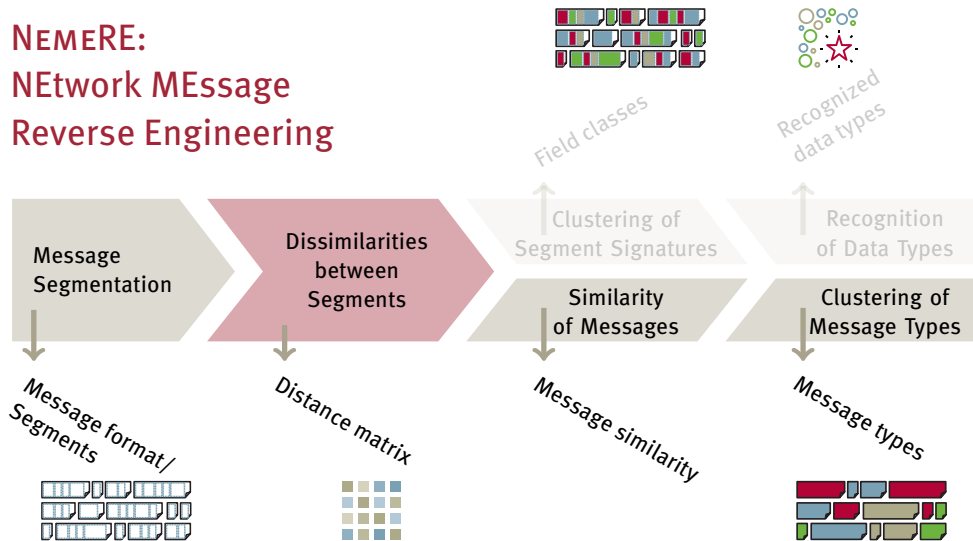 NEMERE:
NEtwork MEssage
Reverse Engineering
Field classes
Recognized
data types
Message
Segmentation
Dissimilarities
between
Segments
Clustering of
Segment Signatures
Recognition
of Data Types
Similarity
of Messages
Clustering of
Message Types
Message format/
Segments
Distance matrix
Message similarity
Message types